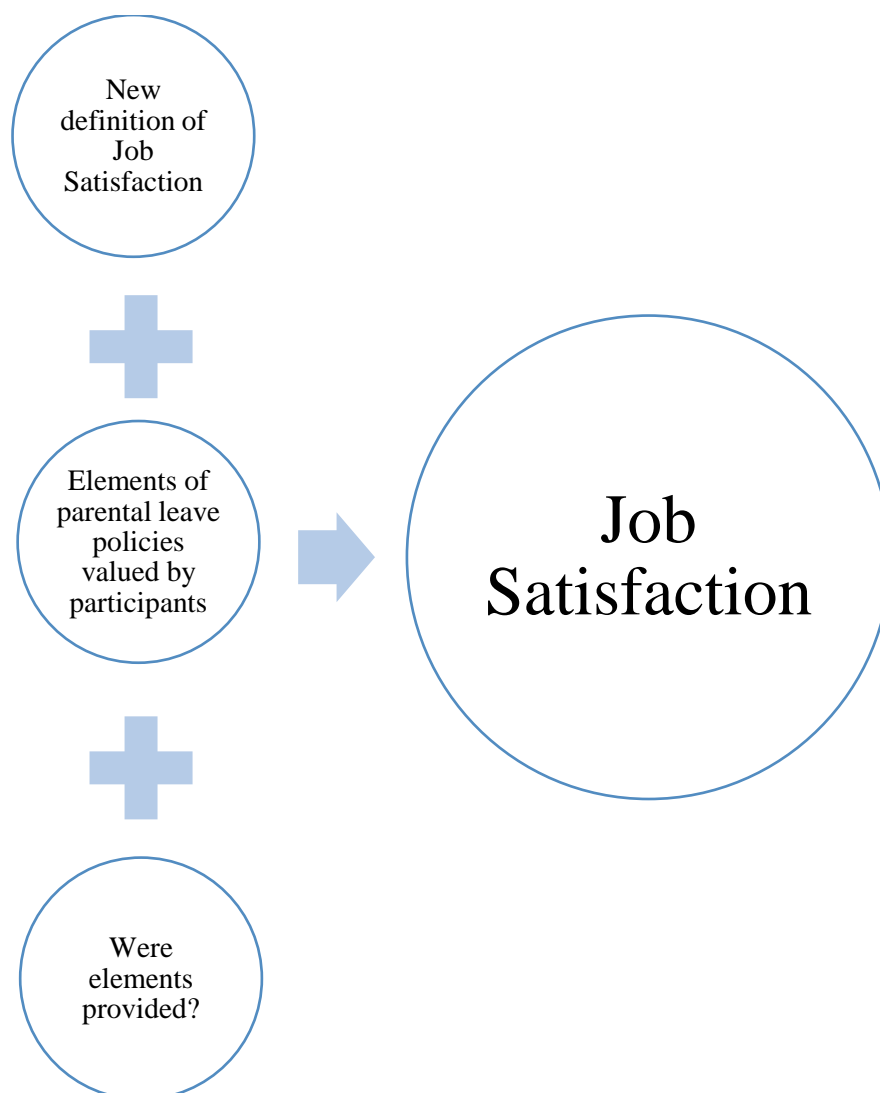 New
definition of
Job
Satisfaction
Elements of
parental leave
policies
valued by
participants
Were
elements
provided?
Job
Satisfaction